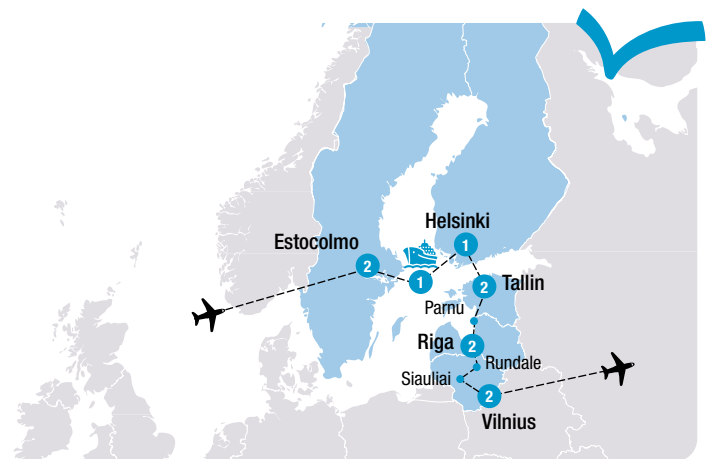 Helsinki
1
Estocolmo
2
1
2
Tallin
Parnu
Riga
2
Rundale
Siauliai
2
Vilnius